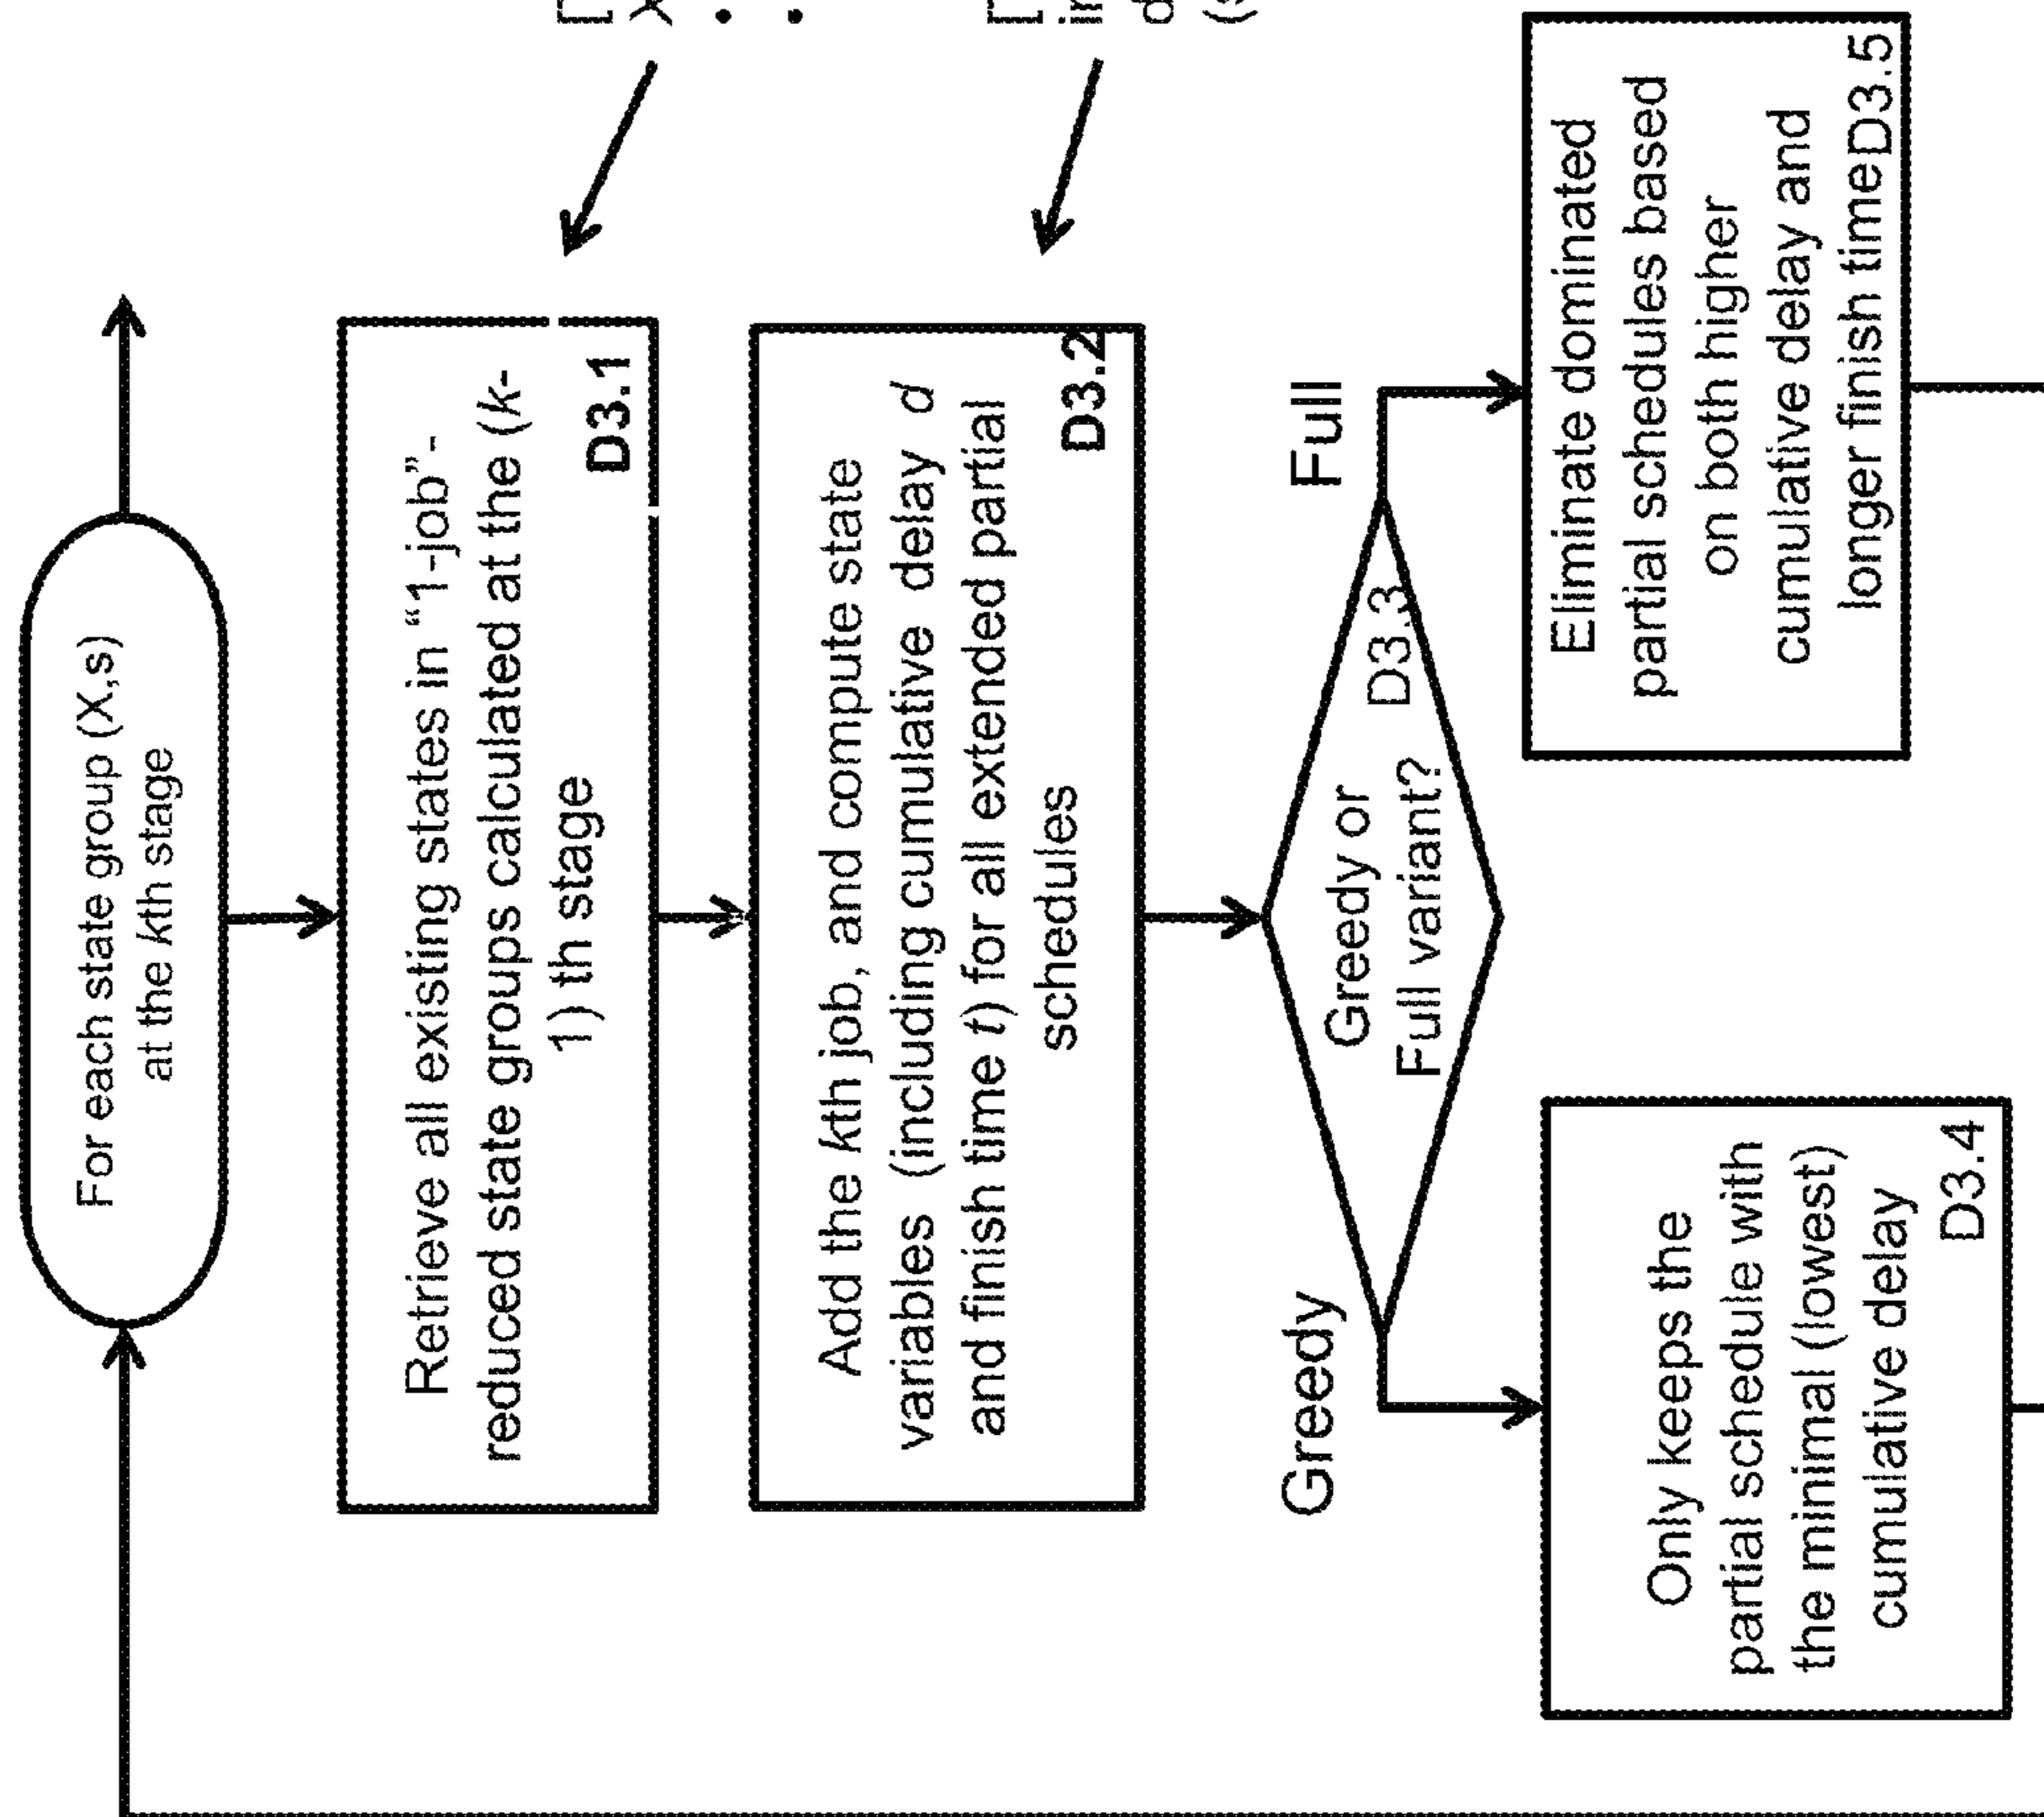 For each state group (X,s)
at the kth stage
Retrieve all existing states in “1-job”-
reduced state groups calculated at the (k-
1) th stage
D3.1
Add the kth job, and compute state
variables (including cumulative delay d
and finish time t) for all extended partial
schedules
D3.2
Greedy or
Full variant?
D3.3
Greedy
Full
Only keeps the
partial schedule with
the minimal (lowest)
cumulative delay
D3.4
Eliminate dominated
partial schedules based
on both higher
cumulative delay and
longer finish time
D3.5